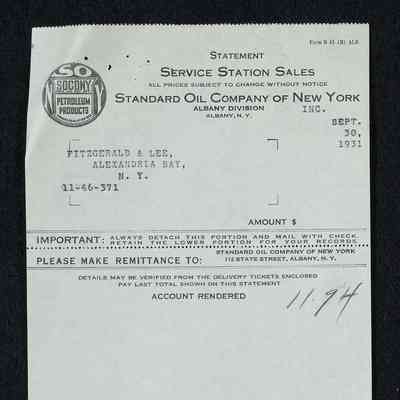 Form S 45 (B) ALB
STATEMENT
SERVICE STATION SALES
ALL PRICES SUBJECT TO CHANGE WITHOUT NOTICE
STANDARD OIL COMPANY OF NEW YORK
INC.
ALBANY DIVISION
ALBANY, N. Y.
SO
SOCONY
PETROLEUM
PRODUCTS
SEPT.
30,
1931
FITZGERALD & LEE,
ALEXANDRIA BAY,
N. Y.
11-46-371
AMOUNT $
IMPORTANT: ALWAYS DETACH THIS PORTION AND MAIL WITH CHECK.
RETAIN THE LOWER PORTION FOR YOUR RECORDS
PLEASE MAKE REMITTANCE TO: STANDARD OIL COMPANY OF NEW YORK
112 STATE STREET, ALBANY, N. Y.
DETAILS MAY BE VERIFIED FROM THE DELIVERY TICKETS ENCLOSED
PAY LAST TOTAL SHOWN ON THIS STATEMENT
ACCOUNT RENDERED 11.94